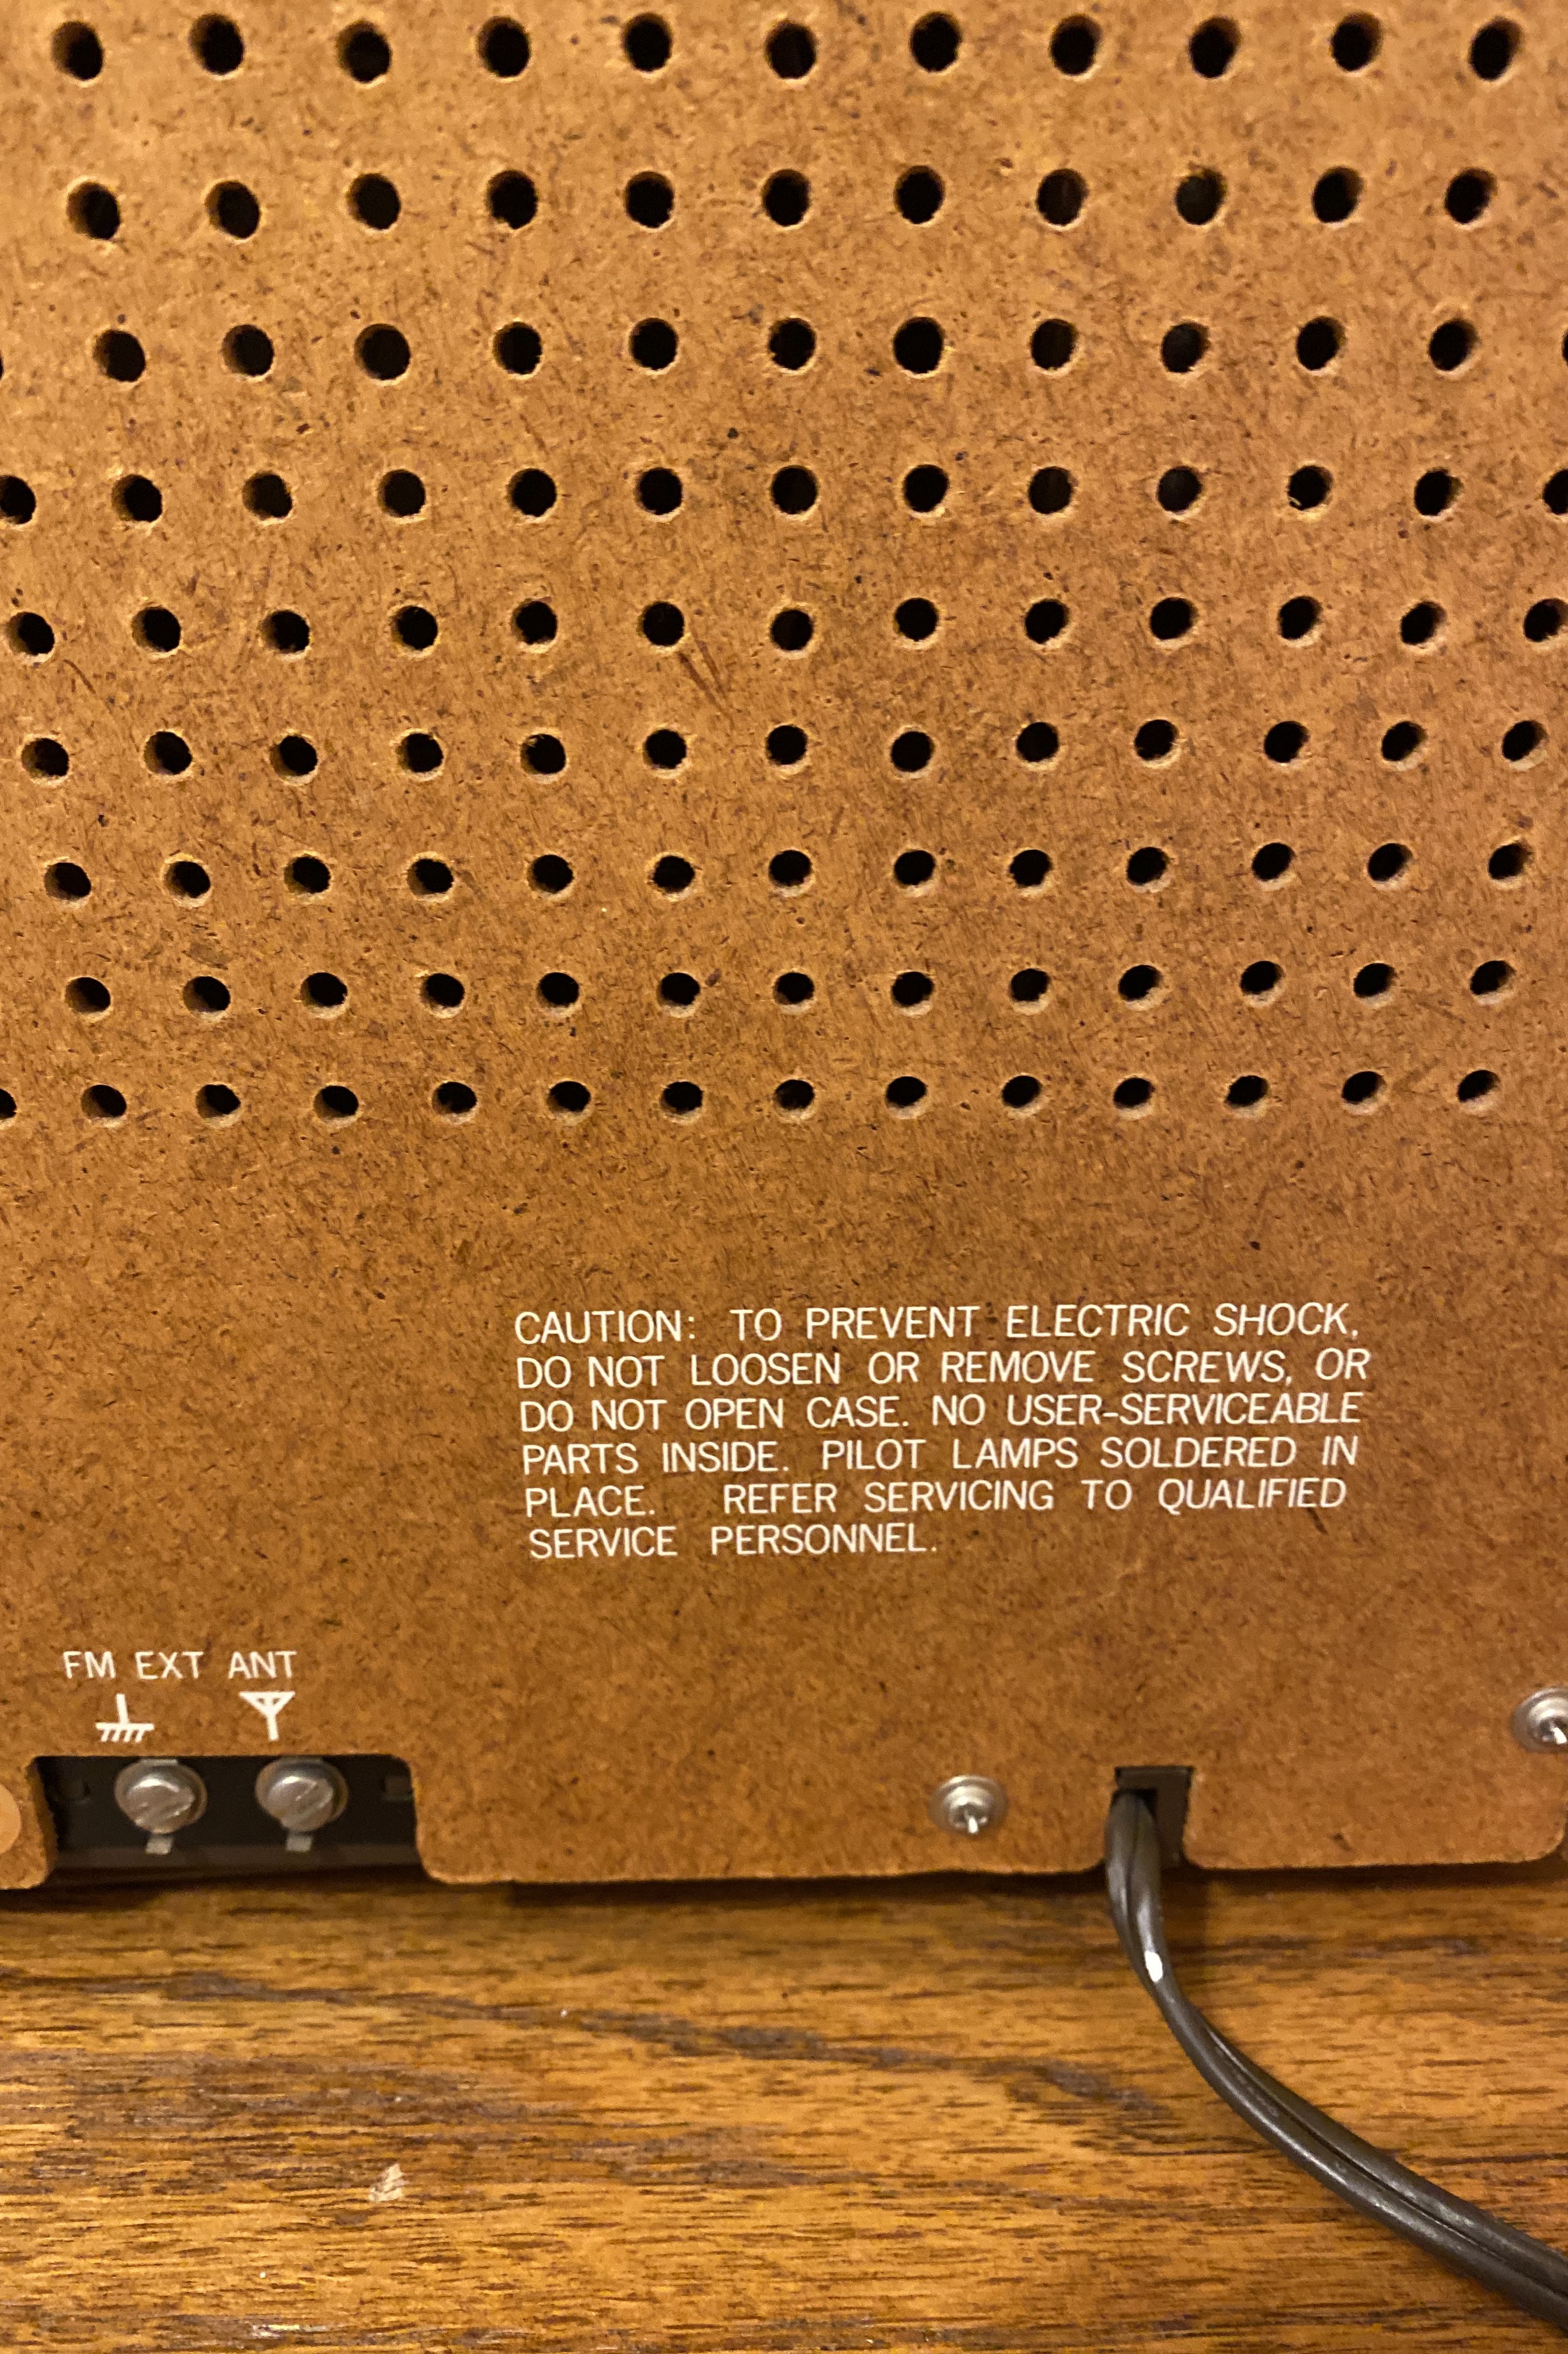 CAUTION: TO PREVENT ELECTRIC SHOCK,
DO NOT LOOSEN OR REMOVE SCREWS, OR
DO NOT OPEN CASE. NO USER-SERVICEABLE
PARTS INSIDE. PILOT LAMPS SOLDERED IN
PLACE. REFER SERVICING TO QUALIFIED
SERVICE PERSONNEL.
FM EXT ANT